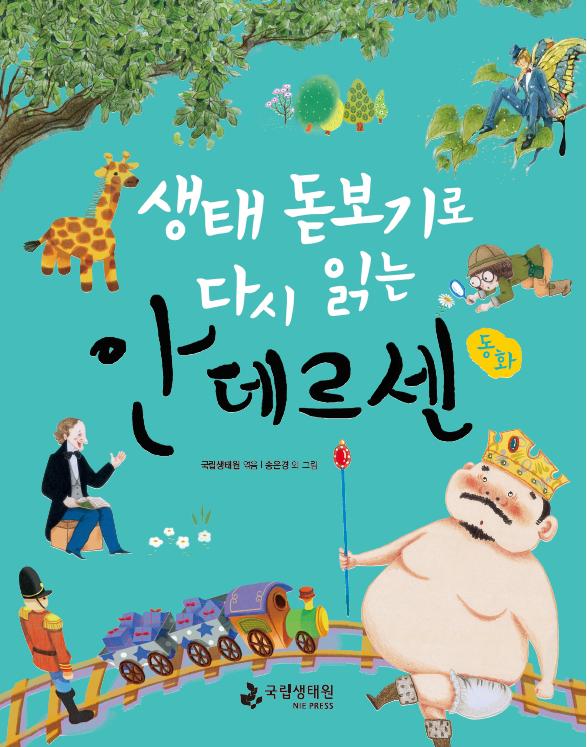 생태 돋보기로
다시 읽는
안데르센
동화
국립생태원 엮음 | 송은경 외 그림
국립생태원
NIE PRESS